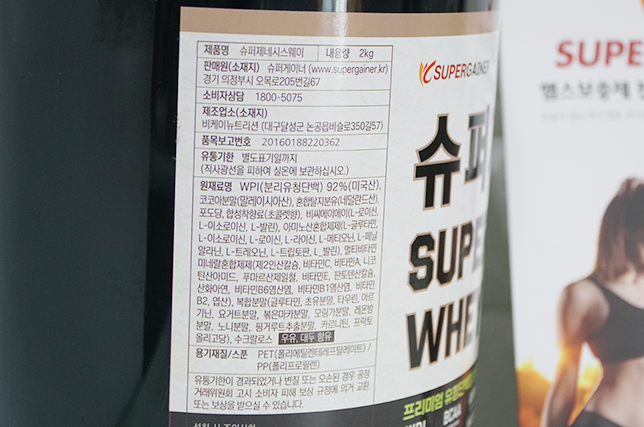 제품명 슈퍼제네시스웨이 내용량 2kg
판매원(소재지) 슈퍼게이너 (www.supergainer.kr)
경기 의정부시 오목로205번길67
소비자상담 1800-5075
제조업소(소재지)
비케이뉴트리션 (대구달성군 논공읍비슬로350길57)
품목보고번호 20160188220362
유통기한 별도표기일까지
(직사광선을 피하여 실온에 보관하십시오.)
원재료명 WPI(분리유청단백) 92%(미국산),
코코아분말(말레이시아산), 혼합탈지분유(네덜란드산),
포도당, 합성착향료(초콜렛향), 비씨에이에이(L-로이신,
L-이소로이신, L-발린), 아미노산혼합제제(L-글루타민,
L-이소로이신, L-로이신, L-라이신, L-메티오닌, L-페닐
알라닌, L-트레오닌, L-트립토판, L_발린), 멀티비타민
미네랄혼합제제(제2인산칼슘, 비타민C, 비타민A, 니코
틴산아미드, 푸마르산제일철, 비타민E, 판토텐산칼슘,
산화아연, 비타민B6염산염, 비타민B1염산염, 비타민
B2, 엽산), 복합분말(글루타민, 초유분말, 타우린, 아르
기닌, 요거트분말, 볶은마카분말, 모링가분말, 레몬밤
분말, 노니분말, 핑거루트추출분말, 카르니틴, 프락토
올리고당), 수크랄로스 우유, 대두 함유
용기재질/스푼 PET(폴리에틸렌테레프탈레이트) /
PP(폴리프로필렌)
유통기한이 경과되었거나 변질 또는 오손된 경우 공정
거래위원회 고시 소비자 피해 보상 규정에 의거 교환
또는 보상을 받으실 수 있습니다.
SUPERGAINER
슈퍼
SUPE
WHE
프리미엄
SUPE
헬스보충제